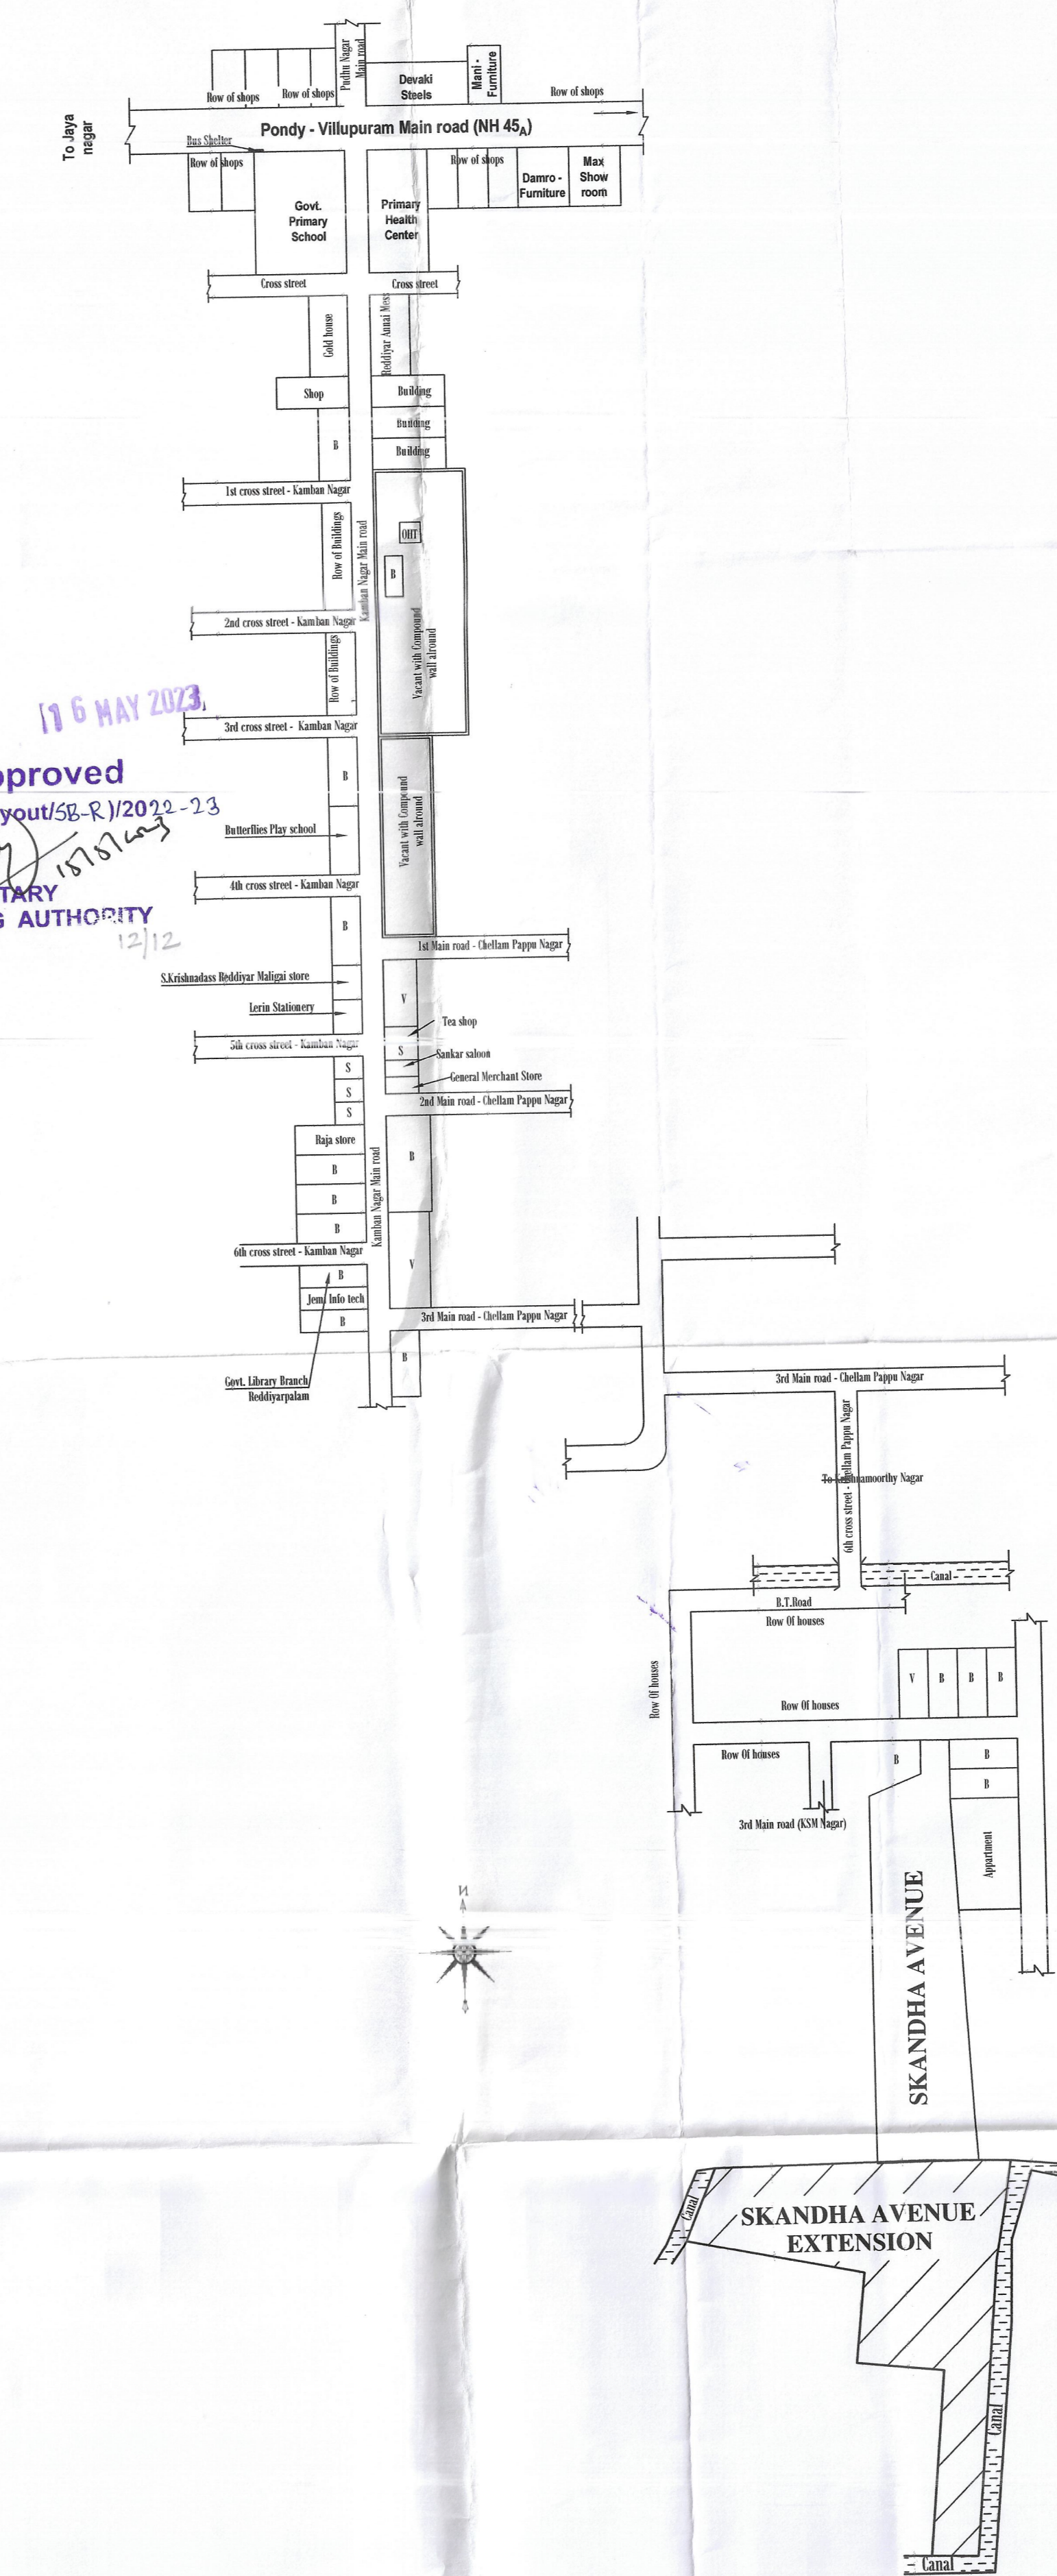 Pudhu Nagar
Main road
Devaki
Steels
Mani -
Furniture
Row of shops
Row of shops
Row of shops
To Jaya
nagar
Pondy - Villupuram Main road (NH 45A)
Bus Shelter
Row of shops
Govt.
Primary
School
Primary
Health
Center
Row of shops
Damro -
Furniture
Max
Show
room
Cross street
Cross street
Gold house
Reddiyar Annai Mess
Shop
Building
Building
Building
B
1st cross street - Kamban Nagar
Row of Buildings
Kamban Nagar Main road
OHT
B
Vacant with Compound
wall alround
2nd cross street - Kamban Nagar
Row of Buildings
3rd cross street - Kamban Nagar
16 MAY 2023
pproved
yout/SB-R)/2022-23
TARY
G AUTHORITY
12/12
B
Butterflies Play school
Vacant with Compound
wall alround
4th cross street - Kamban Nagar
B
1st Main road - Chellam Pappu Nagar
S.Krishnadass Reddiyar Maligai store
V
Lerin Stationery
Tea shop
5th cross street - Kamban Nagar
S
Sankar saloon
General Merchant Store
S
S
S
2nd Main road - Chellam Pappu Nagar
Raja store
B
B
B
Kamban Nagar Main road
B
6th cross street - Kamban Nagar
V
B
Jem Info tech
B
3rd Main road - Chellam Pappu Nagar
B
Govt. Library Branch
Reddiyarpalam
3rd Main road - Chellam Pappu Nagar
6th cross street - Chellam Pappu Nagar
To Krishnamoorthy Nagar
Canal
B.T.Road
Row Of houses
Row Of houses
Row Of houses
V
B
B
B
Row Of houses
B
B
B
3rd Main road (KSM Nagar)
Appartment
N
SKANDHA AVENUE
Canal
SKANDHA AVENUE
EXTENSION
Canal
Canal